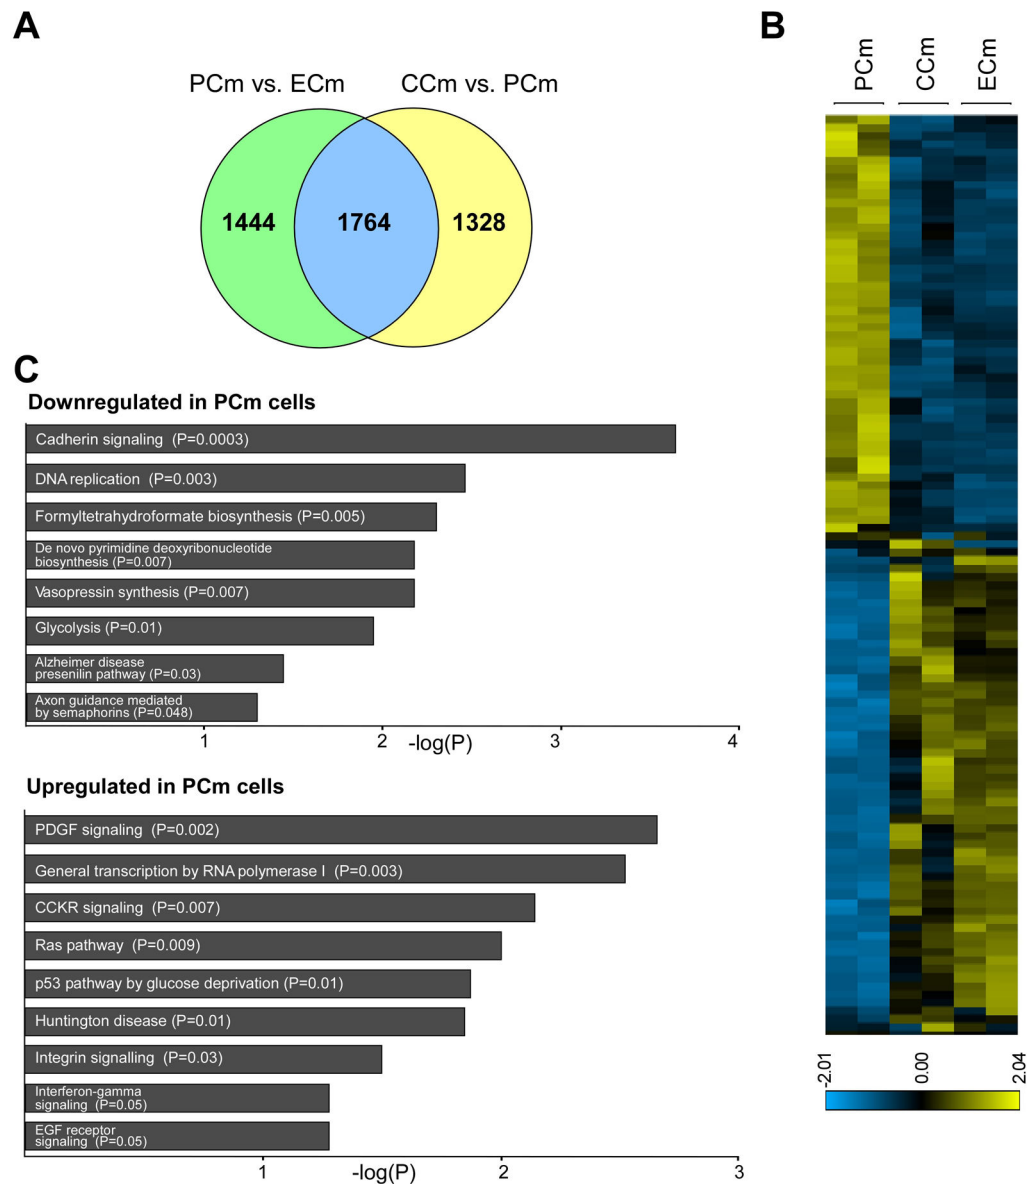 A
B
PCm vs. ECm
CCm vs. PCm
PCm
CCm
ECm
1444
1764
1328
C
Downregulated in PCm cells
Cadherin signaling (P=0.0003)
DNA replication (P=0.003)
Formyltetrahydroformate biosynthesis (P=0.005)
De novo pyrimidine deoxyribonucleotide
biosynthesis (P=0.007)
Vasopressin synthesis (P=0.007)
Glycolysis (P=0.01)
Alzheimer disease
presenilin pathway (P=0.03)
Axon guidance mediated
by semaphorins (P=0.048)
1 2 3 4
-log(P)
Upregulated in PCm cells
PDGF signaling (P=0.002)
General transcription by RNA polymerase I (P=0.003)
CCKR signaling (P=0.007)
Ras pathway (P=0.009)
p53 pathway by glucose deprivation (P=0.01)
Huntington disease (P=0.01)
Integrin signalling (P=0.03)
Interferon-gamma
signaling (P=0.05)
EGF receptor
signaling (P=0.05)
1 2 3
-log(P)
-2.01
0.00
2.04